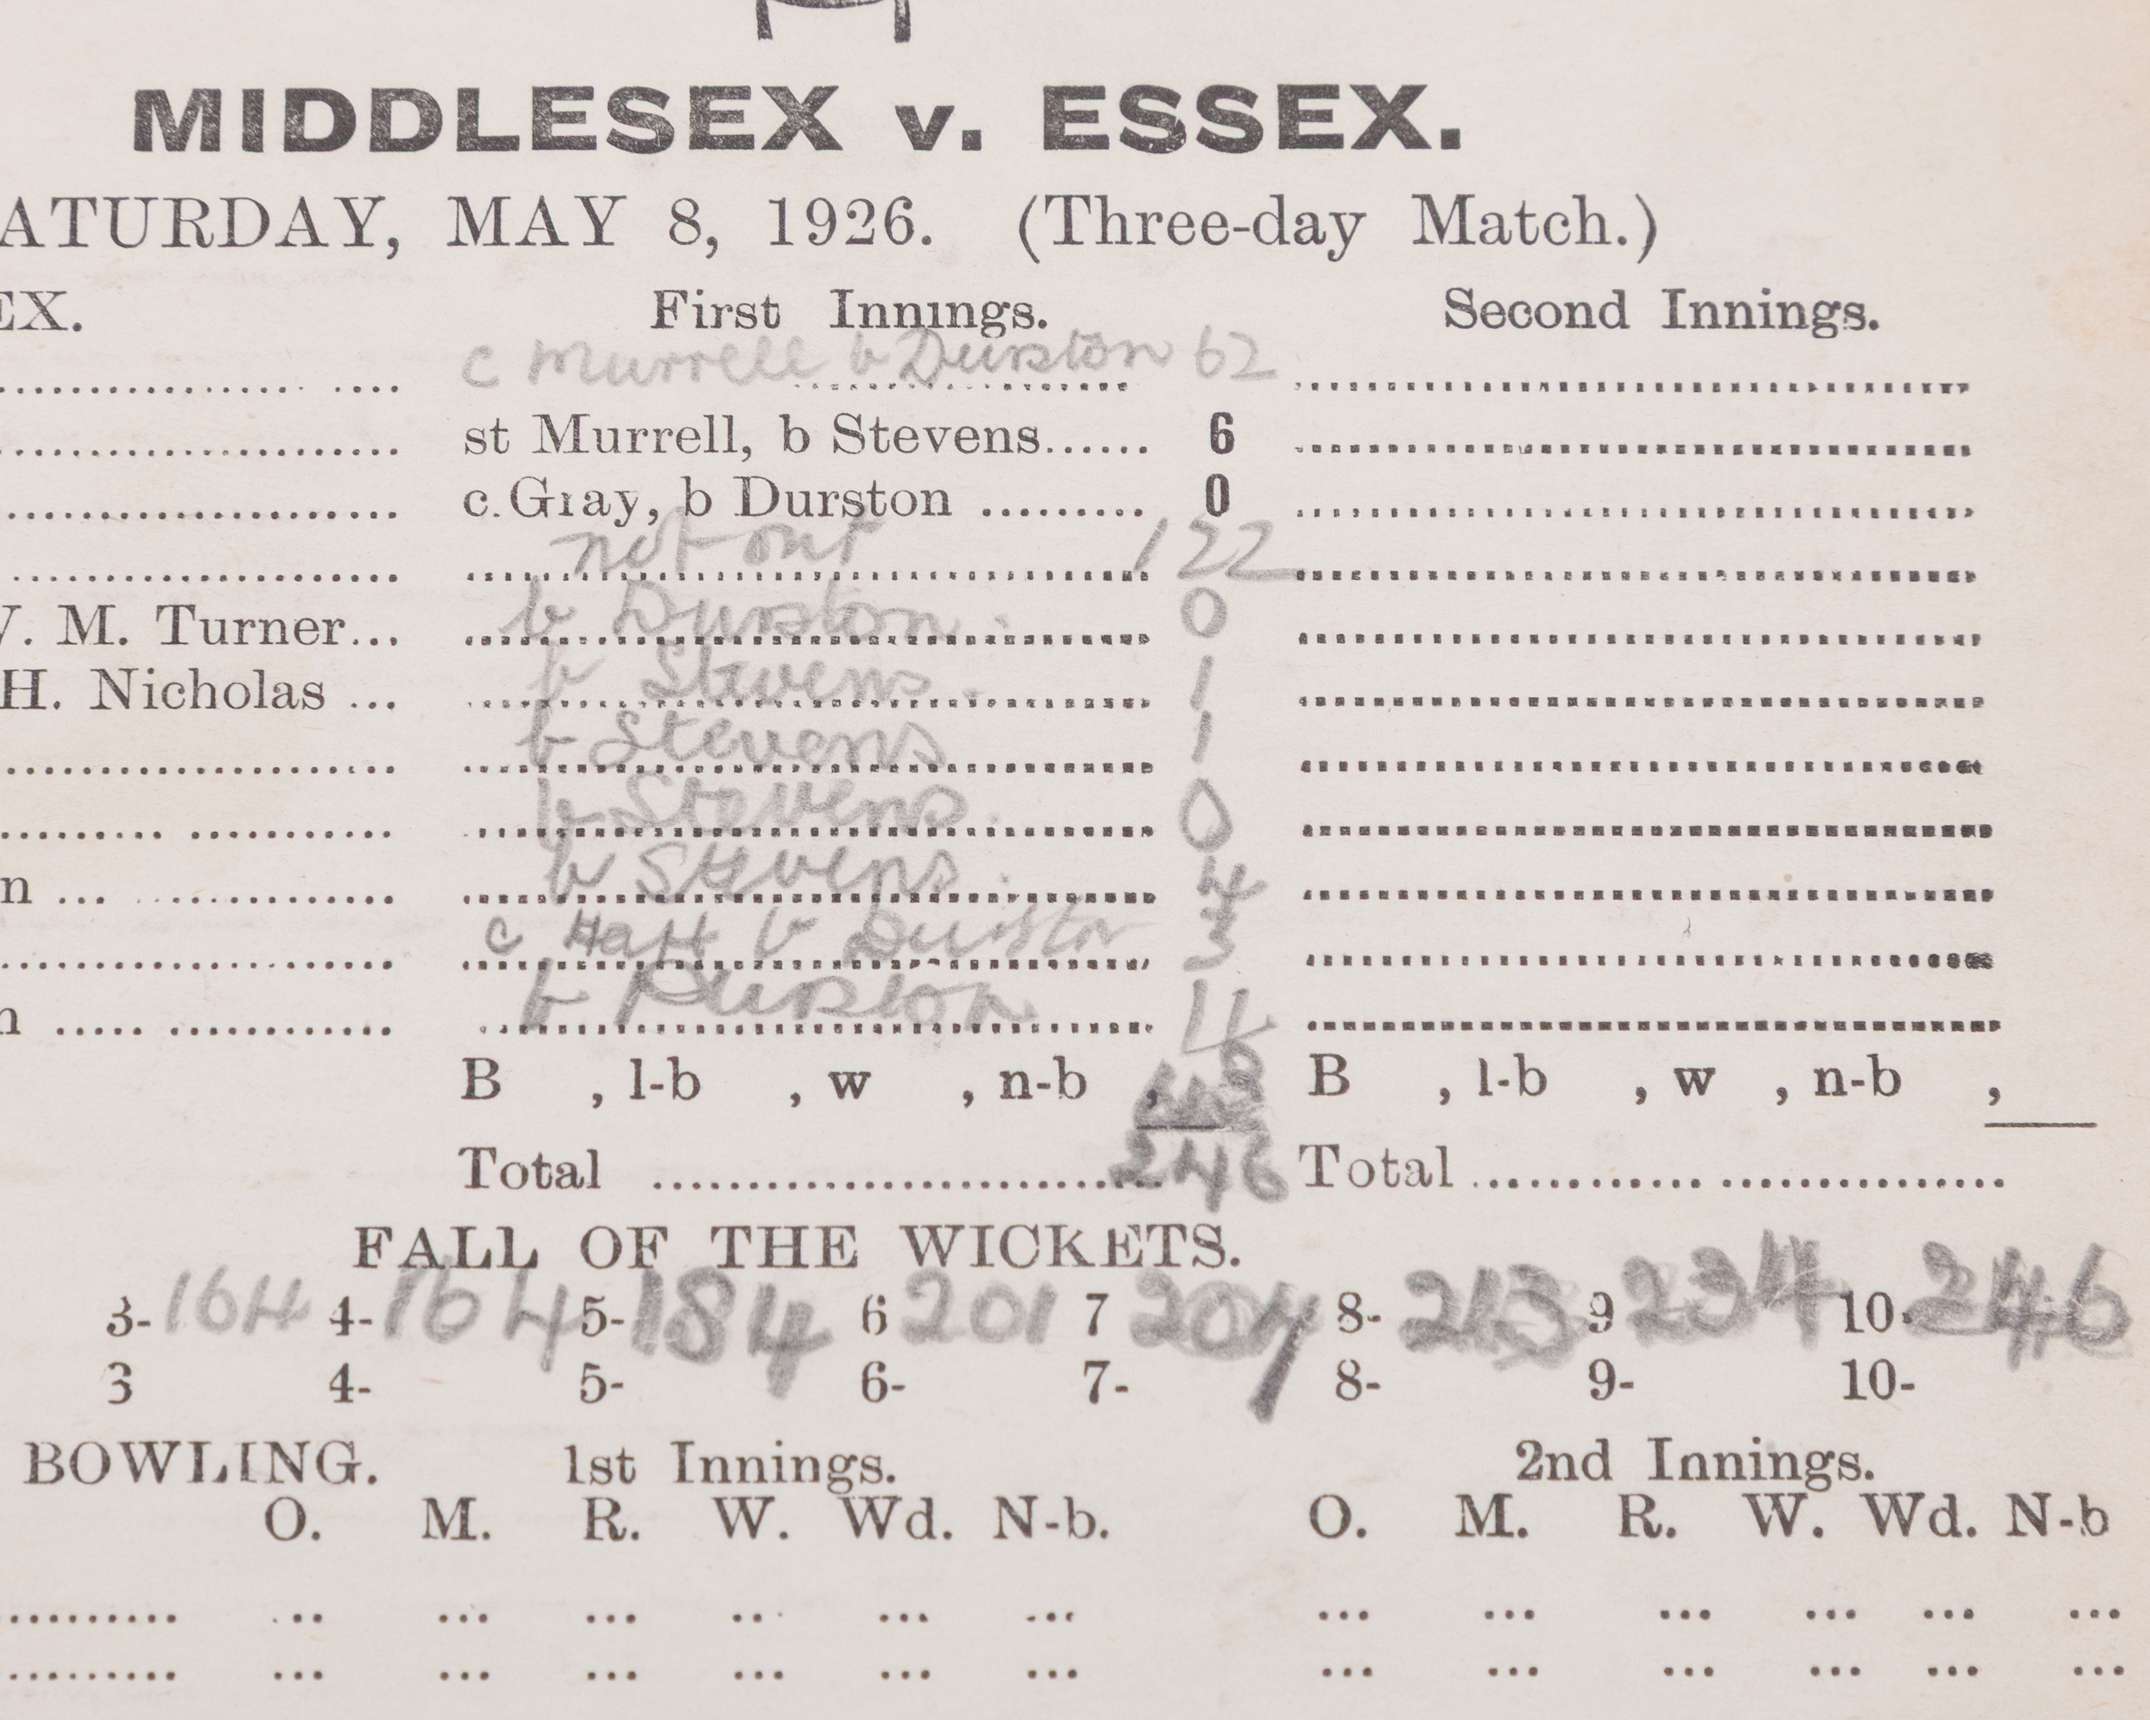 MIDDLESEX v. ESSEX.
ATURDAY, MAY 8, 1926. (Three-day Match.)
EX. First Innings. Second Innings.
................. .... c Murrell b Durston 62 ....................
..................... st Murrell, b Stevens...... 6 ....................
..................... c. Gray, b Durston ......... 0 ....................
..................... not out 122 ....................
V. M. Turner... b Durston 0 ....................
H. Nicholas ... b Stevens 1 ....................
..................... b Stevens 1 ....................
......... ........... b Stevens 0 ....................
n ... ............. b Stevens 4 ....................
..................... c b Durston 3 ....................
n ..... ............ b Durston ....................
B , l-b , w , n-b , B , l-b , w , n-b ,
Total .......................... 246 Total ............ ...............
FALL OF THE WICKETS.
3-164 4-164 5-184 6 201 7 207 8-213 9 234 10-246
3 4- 5- 6- 7- 8- 9- 10-
BOWLING. 1st Innings. 2nd Innings.
O. M. R. W. Wd. N-b. O. M. R. W. Wd. N-b
......... ... ... ... ... ... ... ... ... ... ... ... ...
......... ... ... ... ... ... ... ... ... ... ... ... ...